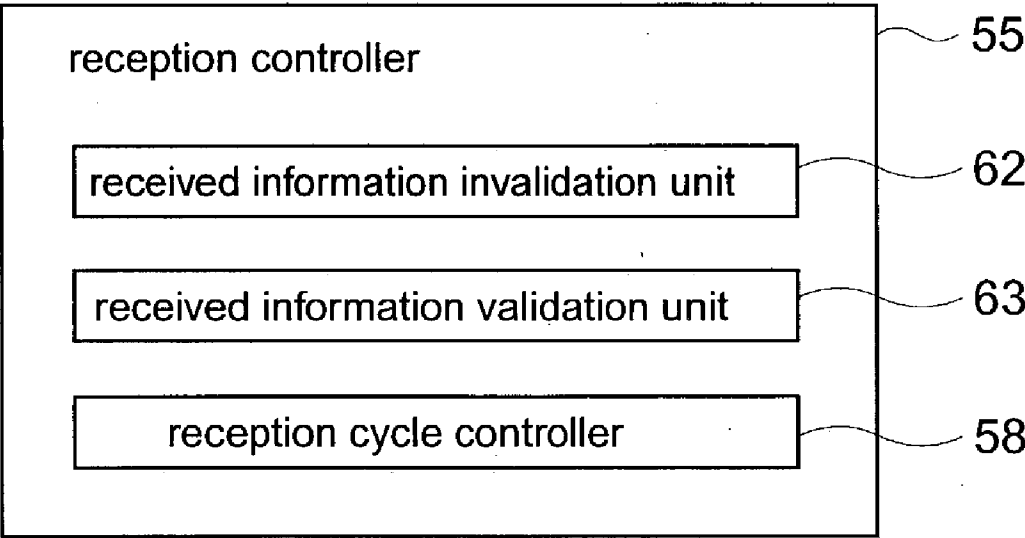 reception controller
55
received information invalidation unit
62
received information validation unit
63
reception cycle controller
58